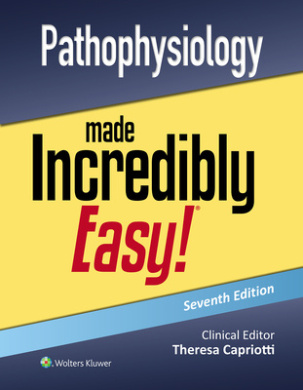 Pathophysiology
made
Incredibly
Easy!®
Seventh Edition
Clinical Editor
Theresa Capriotti
Wolters Kluwer